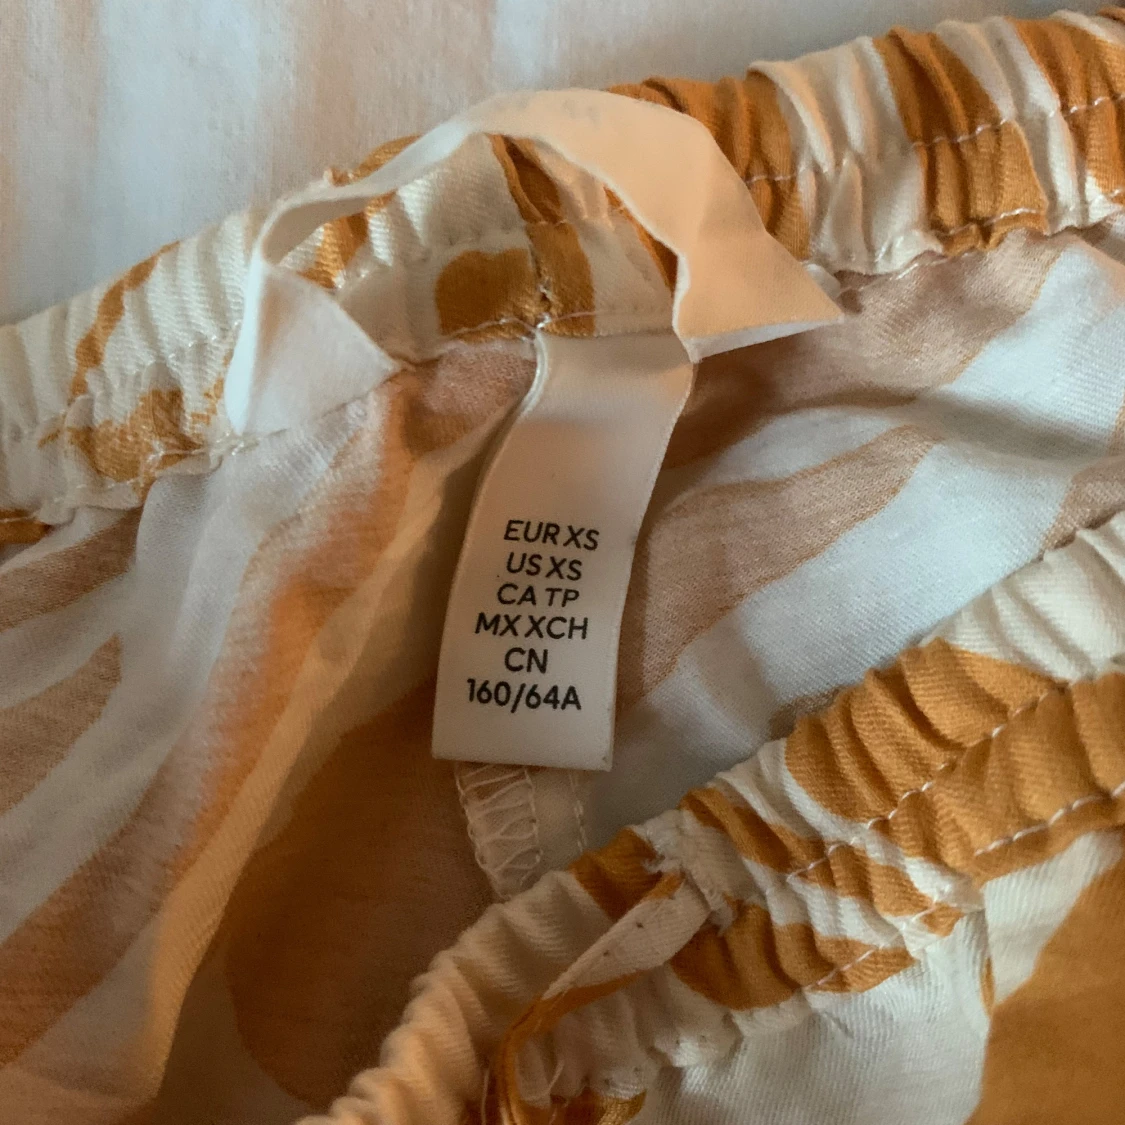 EUR XS
US XS
CA TP
MX XCH
CN
160/64A